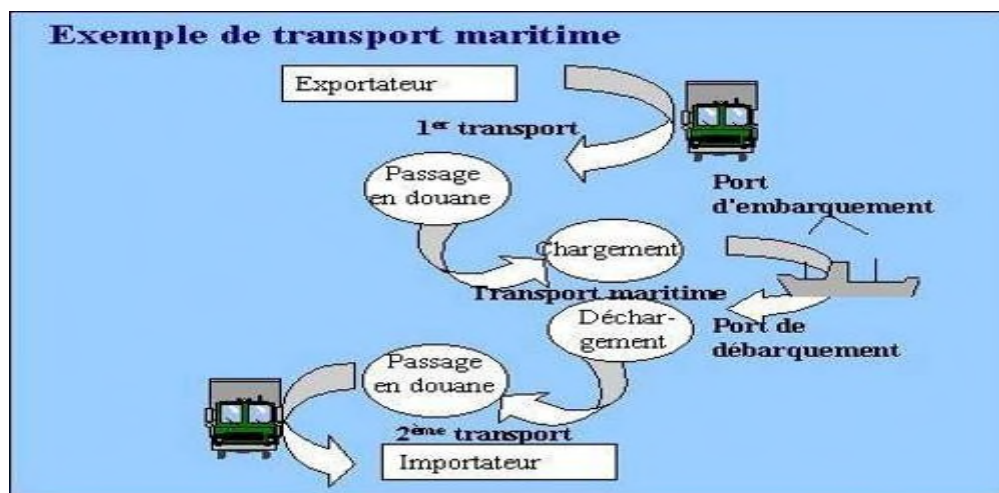 Exemple de transport maritime
Exportateur
1er transport
Passage
en douane
Port
d'embarquement
Chargement
Transport maritime
Déchar-
gement
Port de
débarquement
Passage
en douane
2ème transport
Importateur